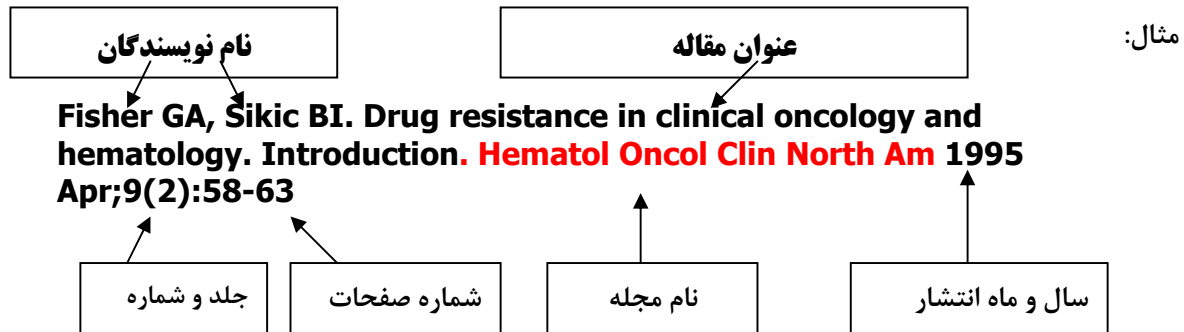 مثال:
عنوان مقاله
نام نویسندگان
Fisher GA, Sikic BI. Drug resistance in clinical oncology and
hematology. Introduction. Hematol Oncol Clin North Am 1995
Apr;9(2):58-63
سال و ماه انتشار
نام مجله
شماره صفحات
جلد و شماره